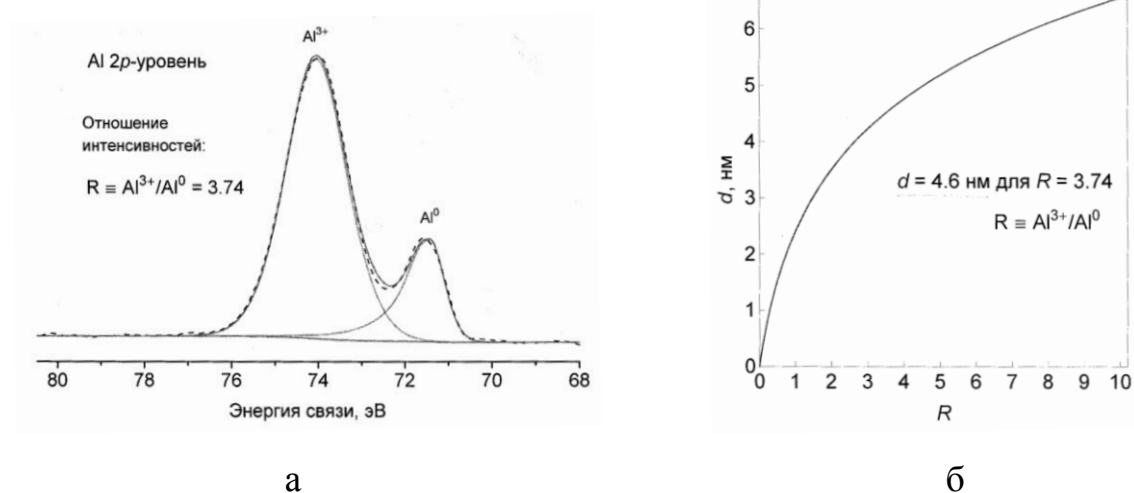 Al³⁺
Al 2p-уровень
Отношение
интенсивностей:
R ≡ Al³⁺/Al⁰ = 3.74
Al⁰
80 78 76 74 72 70 68
Энергия связи, эВ
а
6
5
4
3
2
1
0
d, нм
d = 4.6 нм для R = 3.74
R ≡ Al³⁺/Al⁰
0 1 2 3 4 5 6 7 8 9 10
R
б